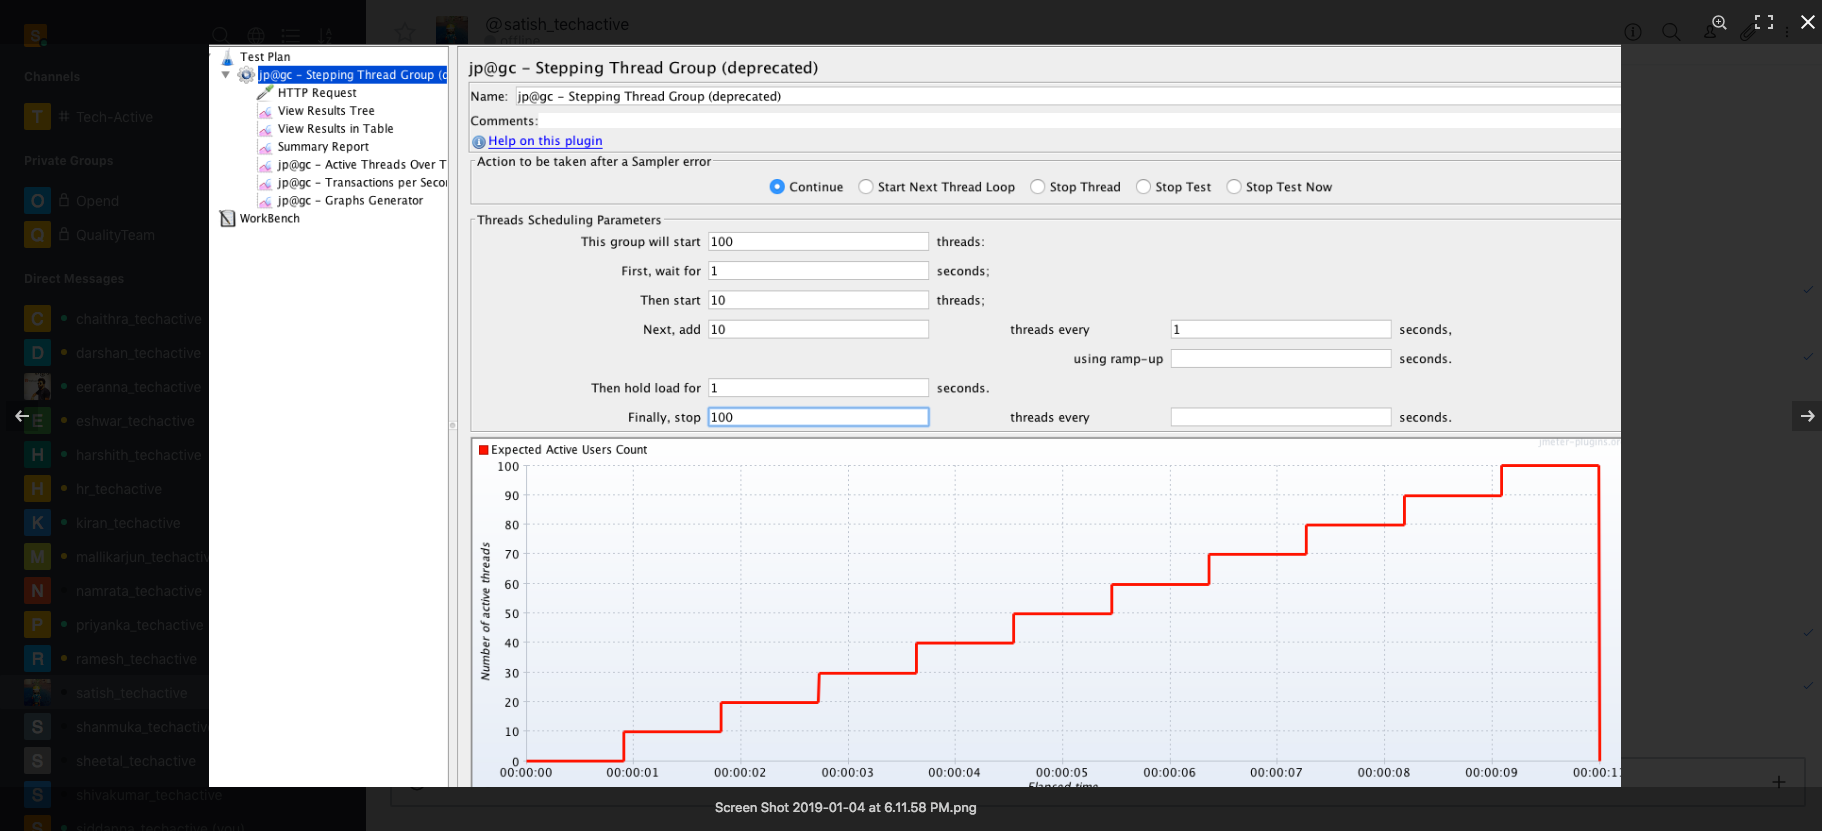 @satish_techactive
offline
Channels
# Tech-Active
Private Groups
Opend
QualityTeam
Direct Messages
chaithra_techactive
darshan_techactive
eeranna_techactive
eshwar_techactive
harshith_techactive
hr_techactive
kiran_techactive
mallikarjun_techactiv
namrata_techactive
priyanka_techactive
ramesh_techactive
satish_techactive
shanmuka_techactive
sheetal_techactive
shivakumar_techactive
Test Plan
jp@gc - Stepping Thread Group (d
HTTP Request
View Results Tree
View Results in Table
Summary Report
jp@gc - Active Threads Over T
jp@gc - Transactions per Secon
jp@gc - Graphs Generator
WorkBench
jp@gc - Stepping Thread Group (deprecated)
Name: jp@gc - Stepping Thread Group (deprecated)
Comments:
Help on this plugin
Action to be taken after a Sampler error
Continue Start Next Thread Loop Stop Thread Stop Test Stop Test Now
Threads Scheduling Parameters
This group will start 100 threads:
First, wait for 1 seconds;
Then start 10 threads;
Next, add 10 threads every 1 seconds,
using ramp-up seconds.
Then hold load for 1 seconds.
Finally, stop 100 threads every seconds.
jmeter-plugins.or
Expected Active Users Count
100
90
80
70
60
50
40
30
20
10
0
Number of active threads
00:00:00 00:00:01 00:00:02 00:00:03 00:00:04 00:00:05 00:00:06 00:00:07 00:00:08 00:00:09 00:00:1
Elapsed time
Screen Shot 2019-01-04 at 6.11.58 PM.png